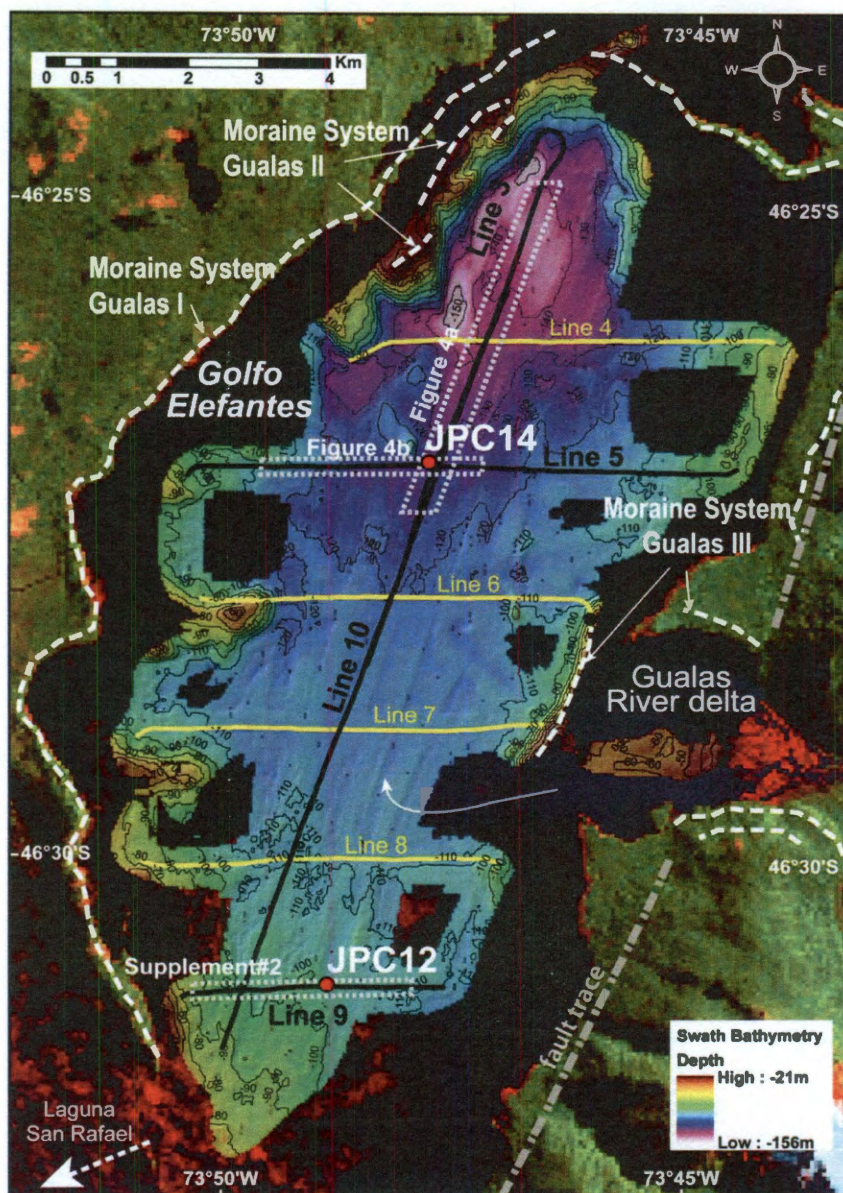 73°50'W
73°45'W
Km
0 0.5 1 2 3 4
N
W E
S
Moraine System
Gualas II
-46°25'S
46°25'S
Line 3
Moraine System
Gualas I
-150
Line 4
Figure 4a
Golfo
Elefantes
JPC14
Figure 4b
Line 5
Moraine System
Gualas III
Line 6
Line 10
Gualas
River delta
Line 7
-46°30'S
46°30'S
Line 8
Supplement#2
JPC12
Line 9
fault trace
Swath Bathymetry
Depth
High : -21m
Low : -156m
Laguna
San Rafael
73°50'W
73°45'W